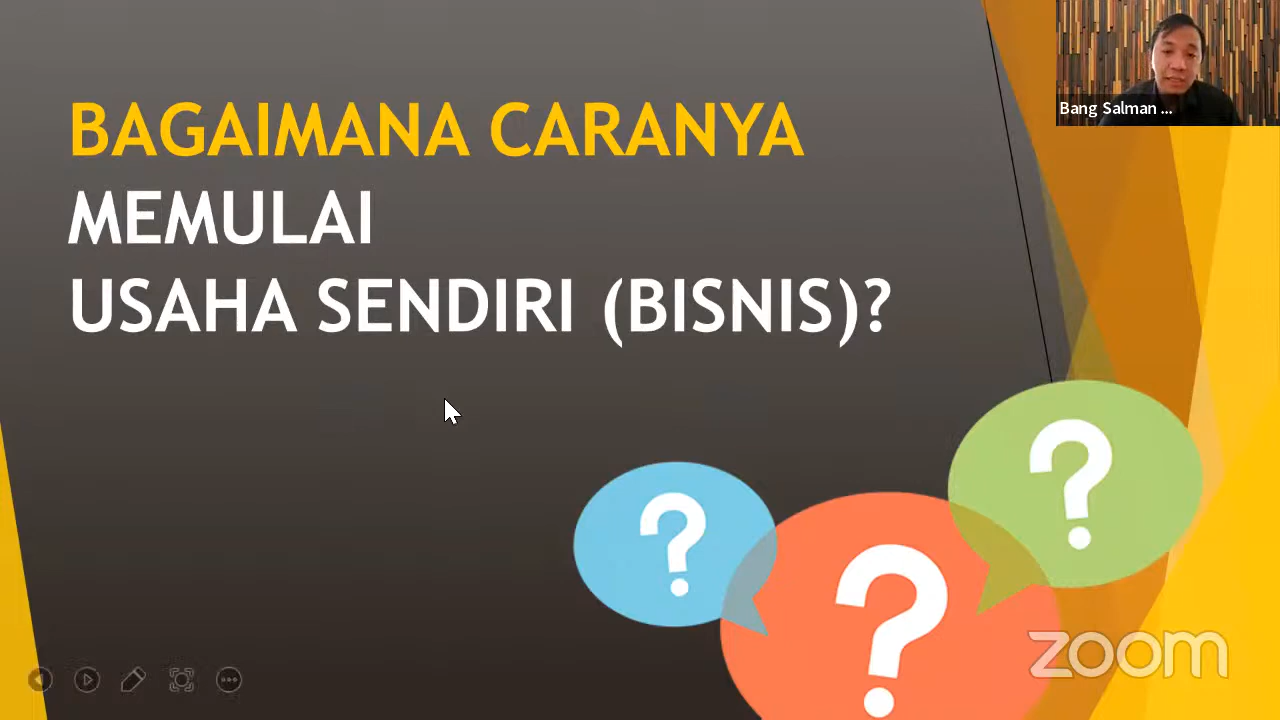 BAGAIMANA CARANYA
MEMULAI
USAHA SENDIRI (BISNIS)?
Bang Salman ...
? ? ?
zoom